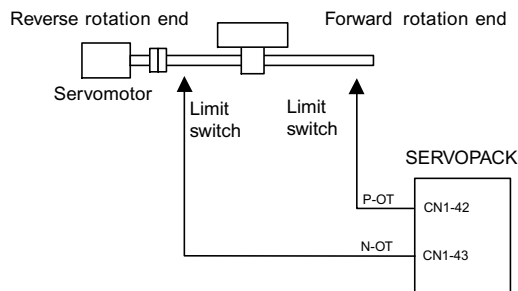 Reverse rotation end
Forward rotation end
Servomotor
Limit
switch
Limit
switch
SERVOPACK
P-OT
CN1-42
N-OT
CN1-43